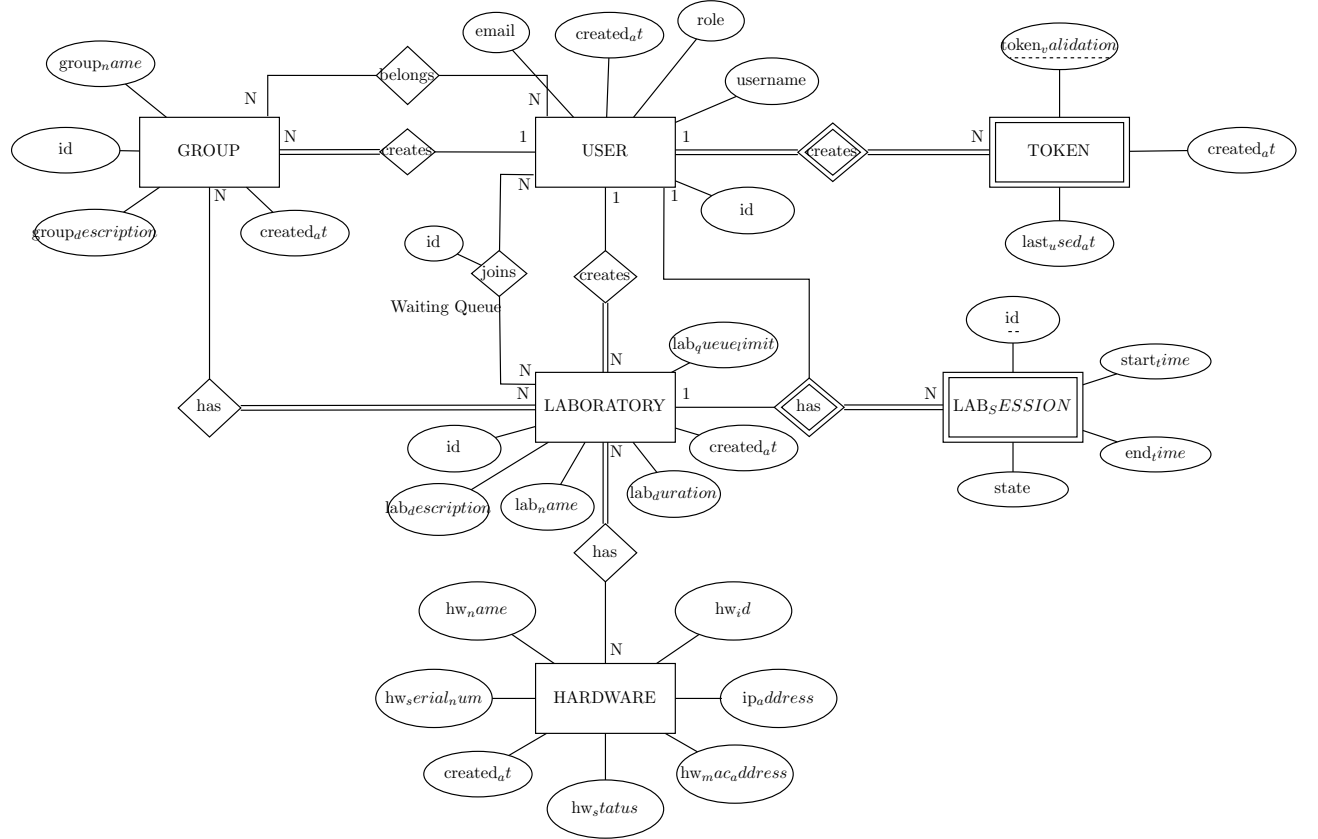 role
email
created_at
token_validation
group_name
belongs
username
N
N
N
1
1
N
id
GROUP
creates
USER
creates
TOKEN
created_at
N
N
1
1
id
group_description
created_at
id
last_used_at
joins
creates
Waiting Queue
id
lab_queue_limit
N
N
start_time
N
1
N
has
LABORATORY
has
LAB_SESSION
id
created_at
N
end_time
lab_description
lab_name
lab_duration
state
has
hw_name
hw_id
N
hw_serial_num
HARDWARE
ip_address
created_at
hw_mac_address
hw_status